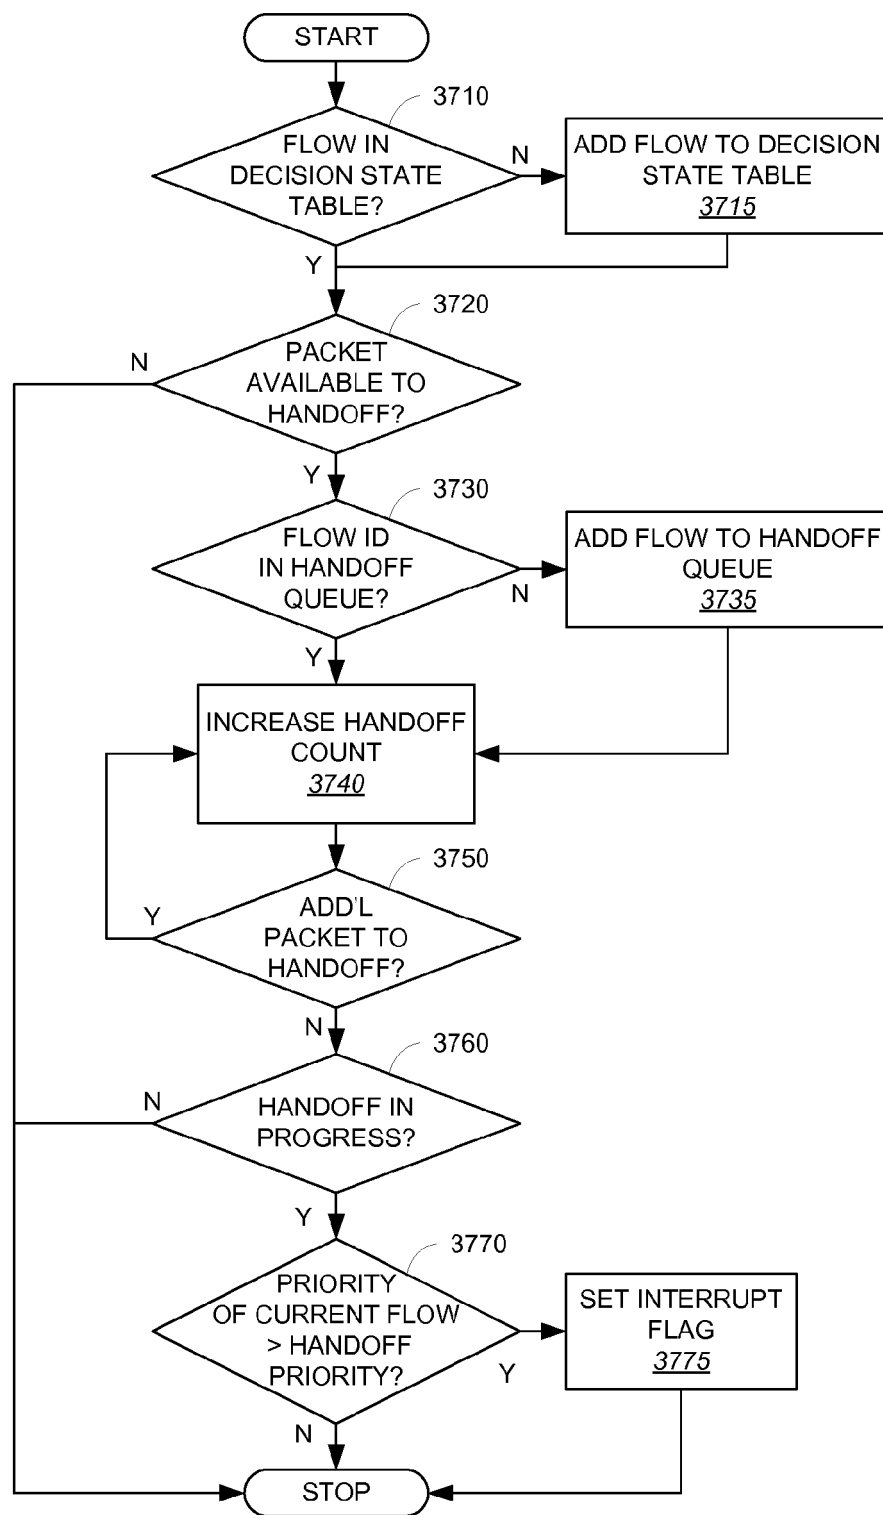 START
3710
FLOW IN
DECISION STATE
TABLE?
N
ADD FLOW TO DECISION
STATE TABLE
3715
Y
3720
N
PACKET
AVAILABLE TO
HANDOFF?
Y
3730
FLOW ID
IN HANDOFF
QUEUE?
N
ADD FLOW TO HANDOFF
QUEUE
3735
Y
INCREASE HANDOFF
COUNT
3740
3750
Y
ADD'L
PACKET TO
HANDOFF?
N
3760
N
HANDOFF IN
PROGRESS?
Y
3770
PRIORITY
OF CURRENT FLOW
> HANDOFF
PRIORITY?
Y
SET INTERRUPT
FLAG
3775
N
STOP